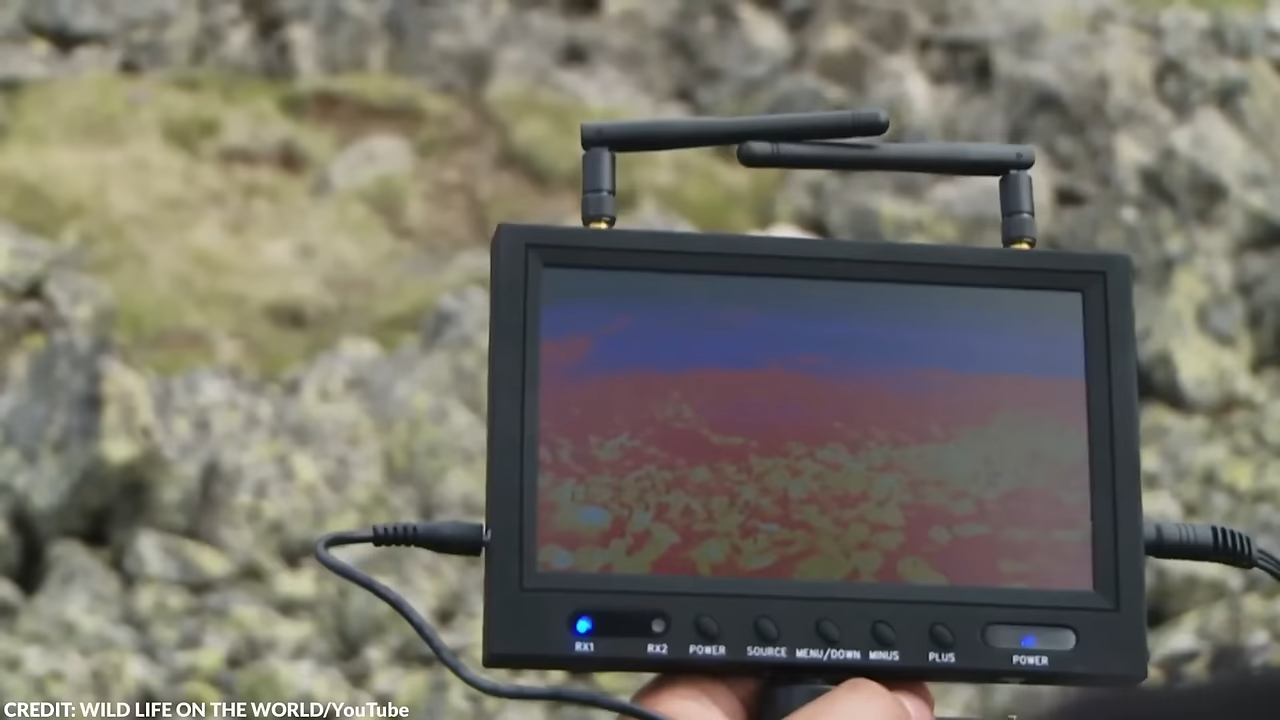 RX1 RX2 POWER SOURCE MENU/DOWN MINUS PLUS POWER
CREDIT: WILD LIFE ON THE WORLD/YouTube